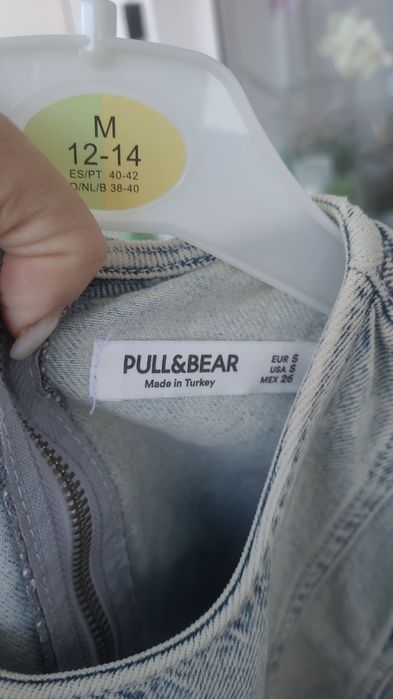 M
12-14
ES/PT 40-42
D/NL/B 38-40
PULL&BEAR
Made in Turkey
EUR S
USA S
MEX 26